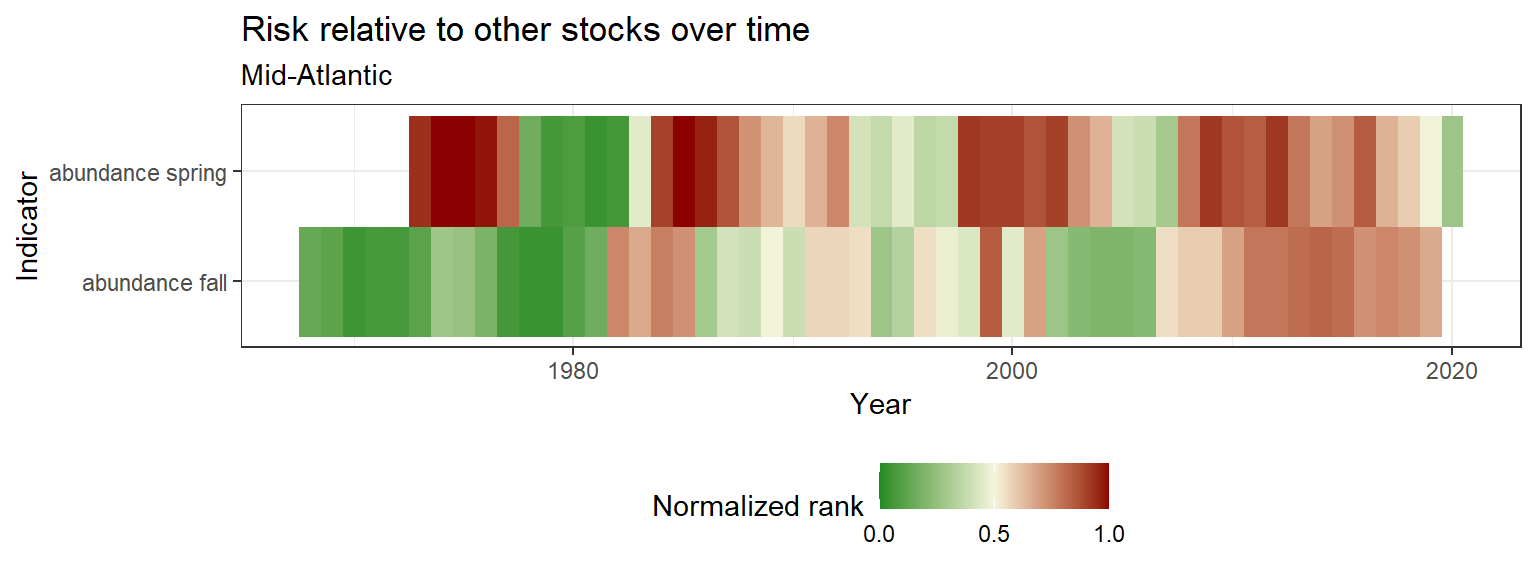 Risk relative to other stocks over time
Mid-Atlantic
Indicator
abundance spring
abundance fall
1980 2000 2020
Year
Normalized rank
0.0 0.5 1.0